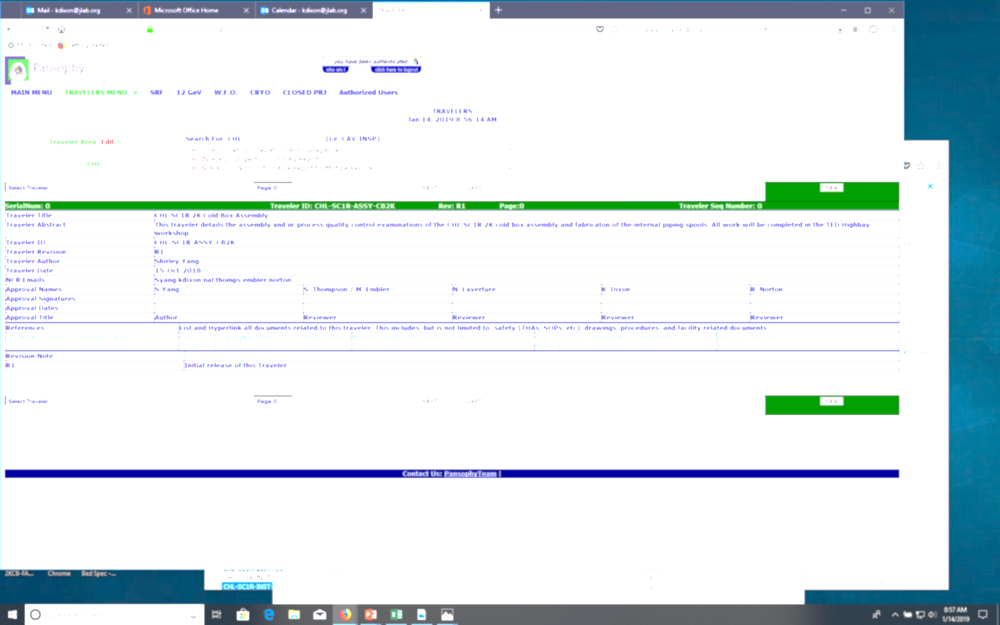 Mail - kdixon@jlab.org
Microsoft Office Home
Calendar - kdixon@jlab.org
Pansophy
you have been authenticated
who am I
click here to logout
MAIN MENU TRAVELERS MENU > SRF 12 GeV W.F.O. CRYO CLOSED PRJ Authorized Users
TRAVELERS
Jan 14, 2019 8:56:14 AM
Traveler Area Edit /
Search For CHL (i.e. CAV INSP)
CHL
Select Traveler Page 0 NEXT LAST NEW
SerialNum: 0 Traveler ID: CHL-SC1R-ASSY-CB2K Rev: R1 Page:0 Traveler Seq Number: 0
Traveler Title CHL SC1R 2K Cold Box Assembly
Traveler Abstract This traveler details the assembly and in process quality control examinations of the CHL SC1R 2K cold box assembly and fabricaton of the internal piping spools. All work will be completed in the TED Highbay
workshop
Traveler ID CHL-SC1R-ASSY-CB2K
Traveler Revision R1
Traveler Author Shirley Yang
Traveler Date 15-Oct-2018
NCR Emails Syang,kdixon,nal,thomps,embler,norton
Approval Names S. Yang S. Thompson / M. Embler N. Laverture K. Dixon R. Norton
Approval Signatures
Approval Dates
Approval Title Author Reviewer Reviewer Reviewer Reviewer
References List and Hyperlink all documents related to this traveler. This includes, but is not limited to: safety (THAs, SOPs, etc), drawings, procedures, and facility related documents.
Revision Note
R1 Initial release of this Traveler
Select Traveler Page 0 NEXT LAST NEW
Contact Us: PansophyTeam |
2KCB-FA... Chrome Bed Spec -...
CHL-SC1R-INST-
8:57 AM
1/14/2019